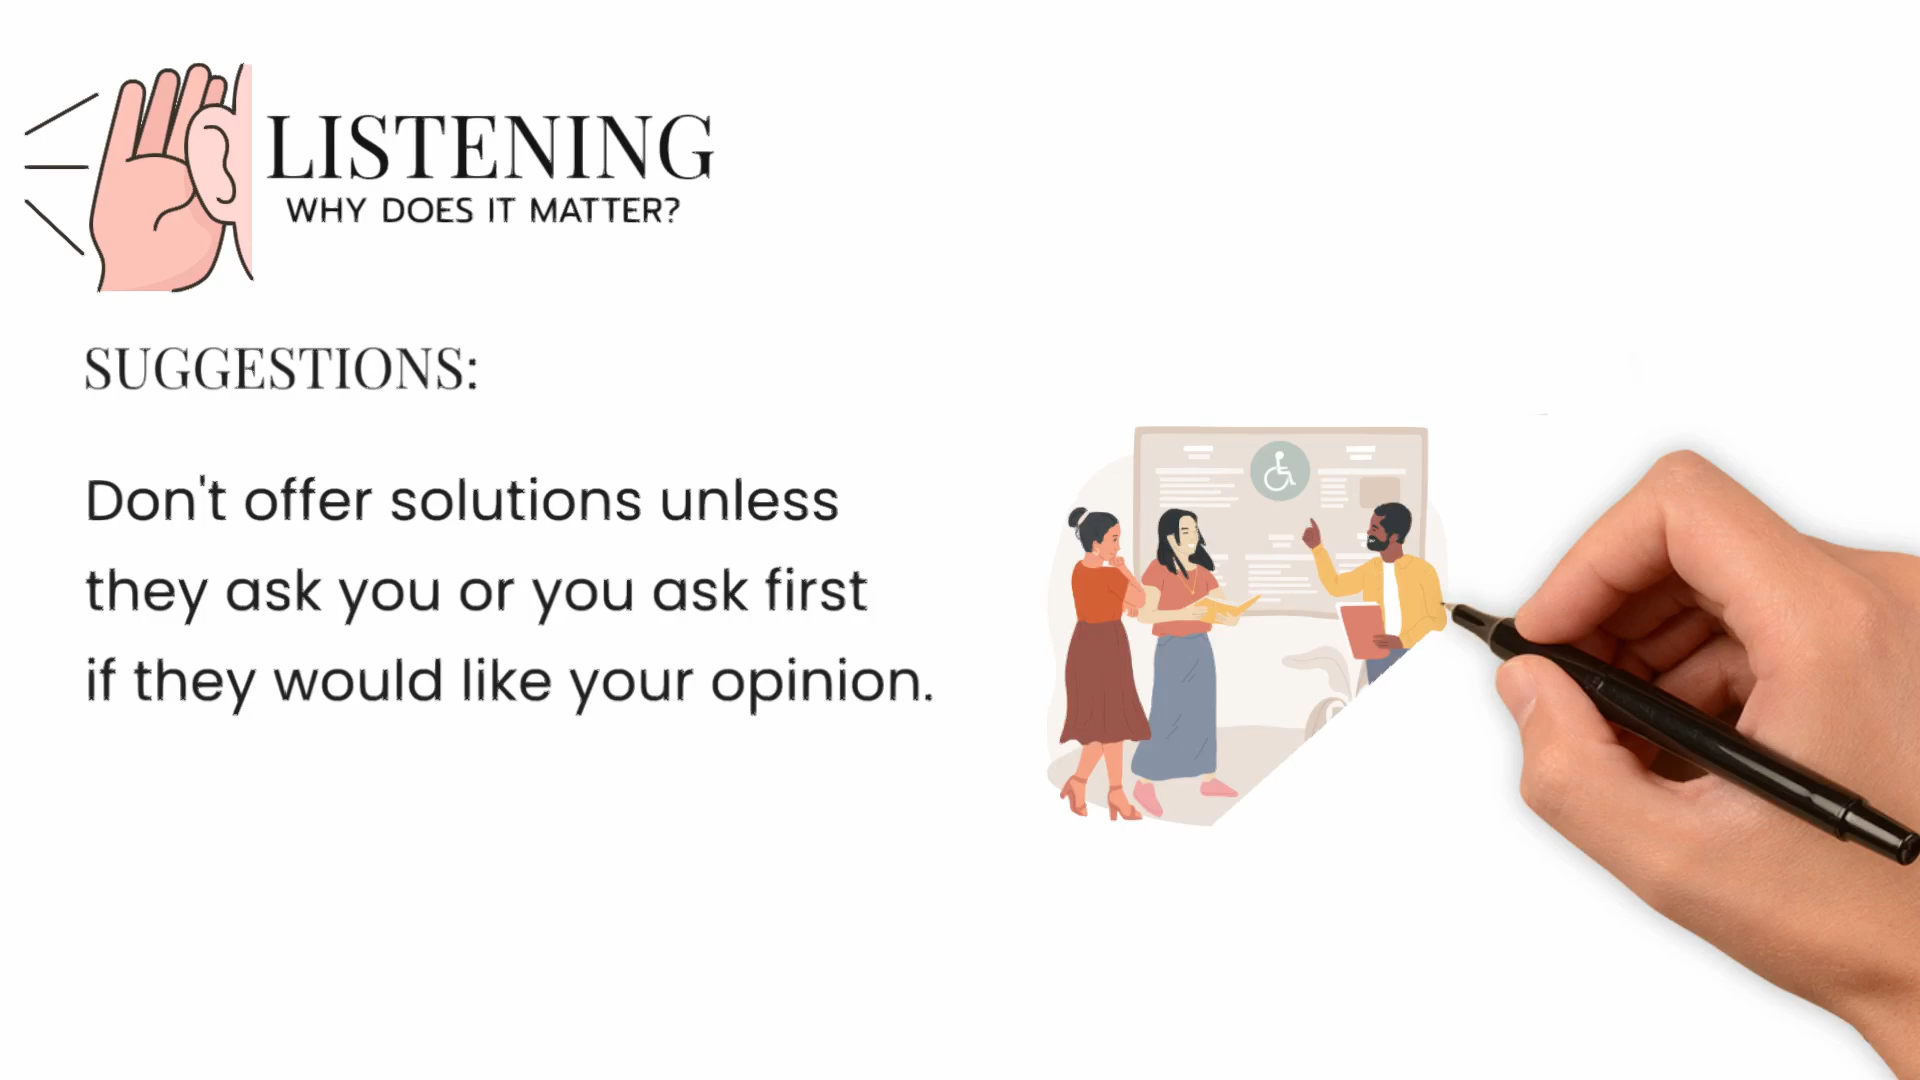 LISTENING
WHY DOES IT MATTER?
SUGGESTIONS:
Don't offer solutions unless
they ask you or you ask first
if they would like your opinion.